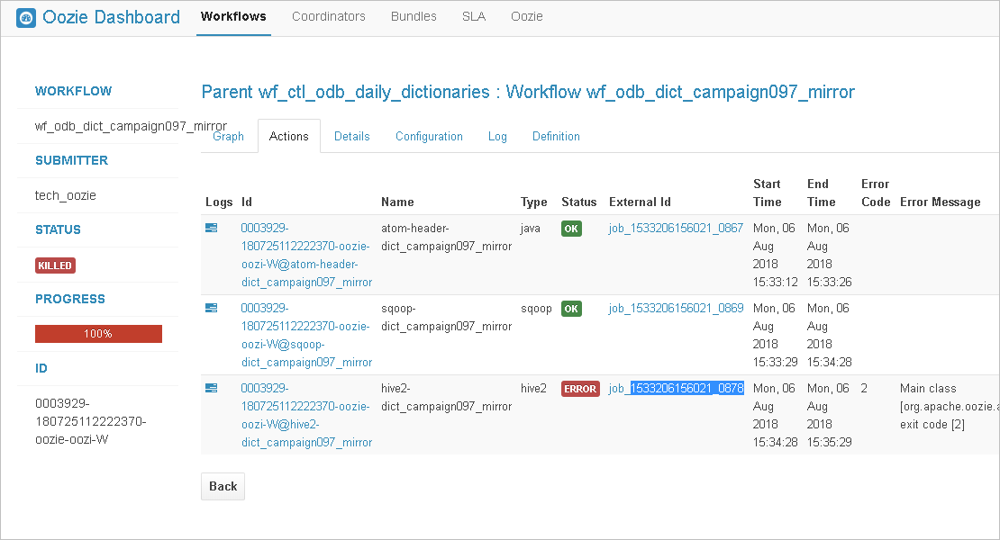 Oozie Dashboard
Workflows
Coordinators
Bundles
SLA
Oozie
WORKFLOW
wf_odb_dict_campaign097_mirror
SUBMITTER
tech_oozie
STATUS
KILLED
PROGRESS
100%
ID
0003929-
180725112222370-
oozie-oozi-W
Parent wf_ctl_odb_daily_dictionaries : Workflow wf_odb_dict_campaign097_mirror
Graph
Actions
Details
Configuration
Log
Definition
Logs Id Name Type Status External Id Start Time End Time Error Code Error Message
0003929-
180725112222370-oozie-
oozi-W@atom-header-
dict_campaign097_mirror
atom-header-
dict_campaign097_mirror
java
OK
job_1533206156021_0867
Mon, 06
Aug
2018
15:33:12
Mon, 06
Aug
2018
15:33:26
0003929-
180725112222370-oozie-
oozi-W@sqoop-
dict_campaign097_mirror
sqoop-
dict_campaign097_mirror
sqoop
OK
job_1533206156021_0869
Mon, 06
Aug
2018
15:33:29
Mon, 06
Aug
2018
15:34:28
0003929-
180725112222370-oozie-
oozi-W@hive2-
dict_campaign097_mirror
hive2-
dict_campaign097_mirror
hive2
ERROR
job_1533206156021_0878
Mon, 06
Aug
2018
15:34:28
Mon, 06
Aug
2018
15:35:29
2
Main class
[org.apache.oozie.a
exit code [2]
Back